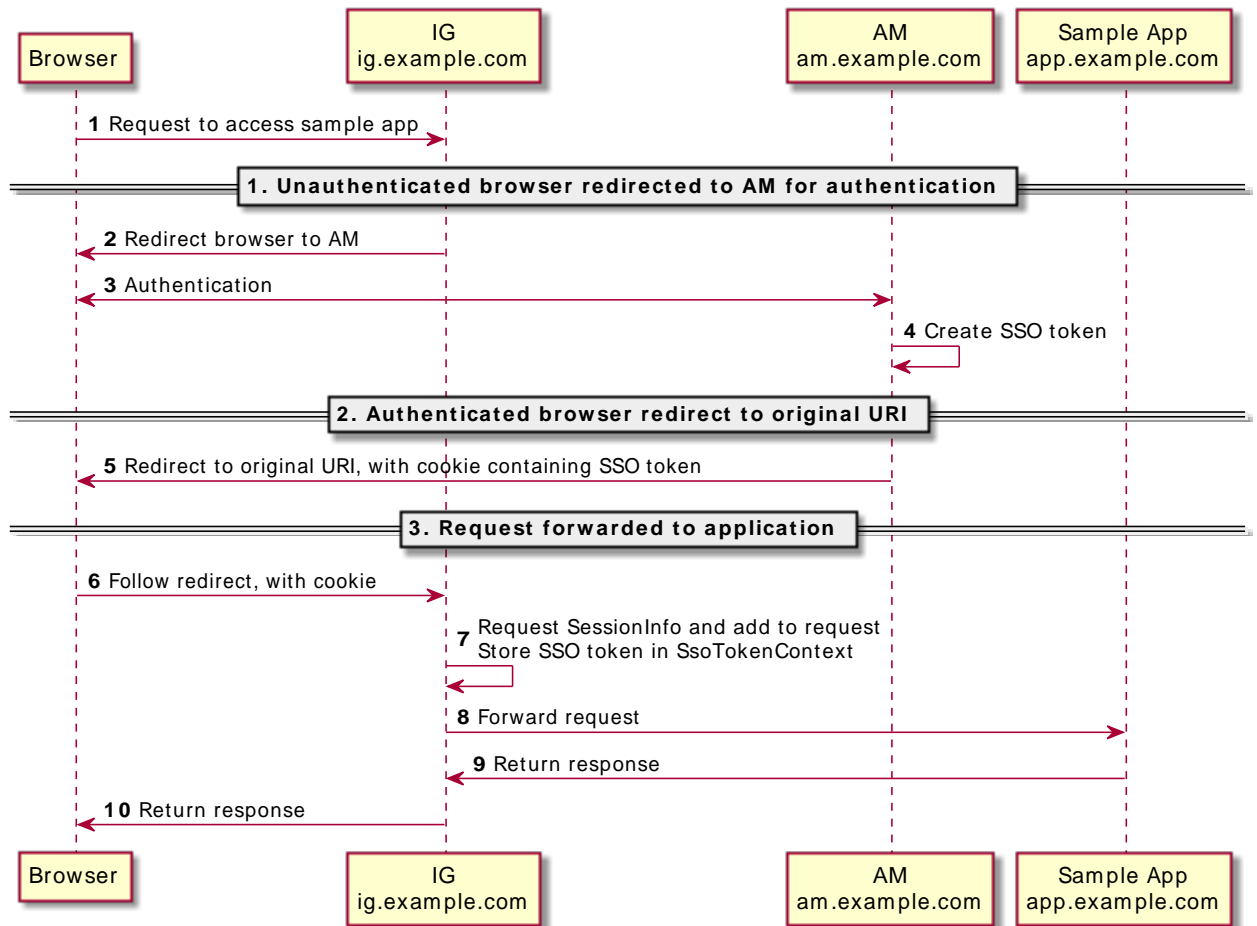 Browser
IG
ig.example.com
AM
am.example.com
Sample App
app.example.com
1 Request to access sample app
1. Unauthenticated browser redirected to AM for authentication
2 Redirect browser to AM
3 Authentication
4 Create SSO token
2. Authenticated browser redirect to original URI
5 Redirect to original URI, with cookie containing SSO token
3. Request forwarded to application
6 Follow redirect, with cookie
7 Request SessionInfo and add to request
Store SSO token in SsoTokenContext
8 Forward request
9 Return response
10 Return response
Browser
IG
ig.example.com
AM
am.example.com
Sample App
app.example.com